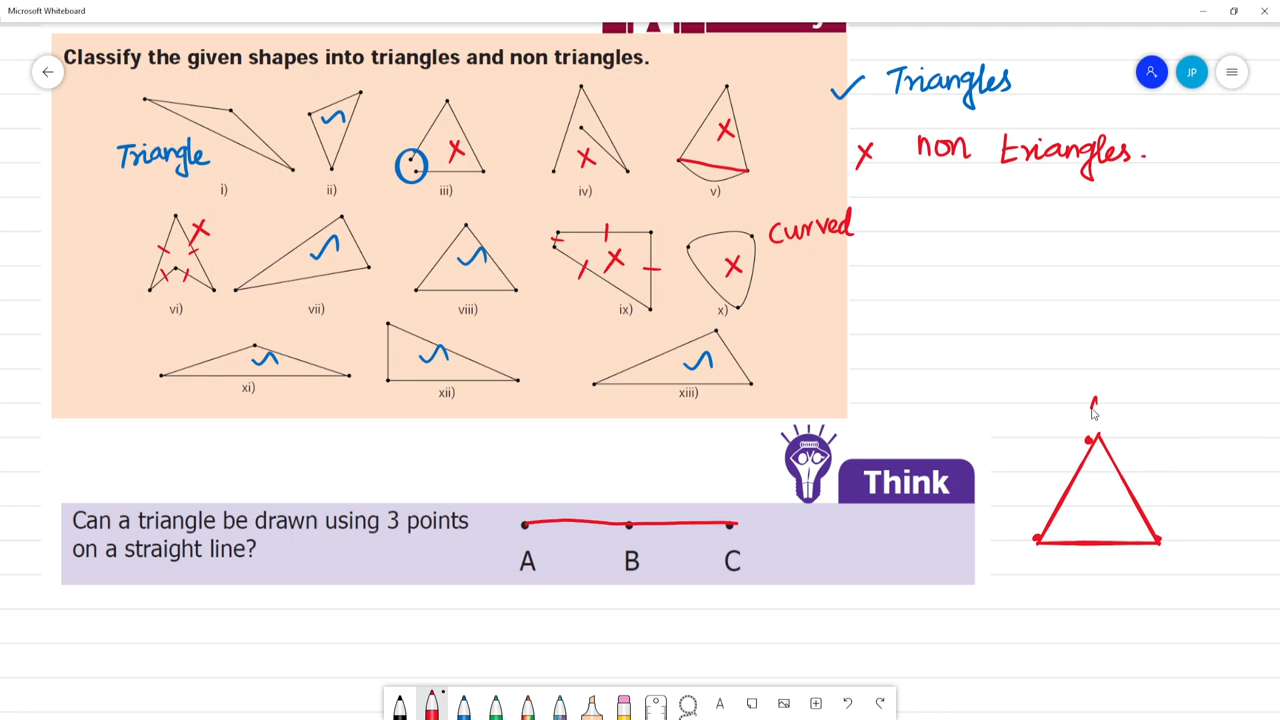 Microsoft Whiteboard
Classify the given shapes into triangles and non triangles.
✓ Triangles
JP
x non triangles.
Triangle
i) ii) iii) iv) v)
curved
vi) vii) viii) ix) x)
xi) xii) xiii)
Think
Can a triangle be drawn using 3 points
on a straight line?
A B C
A